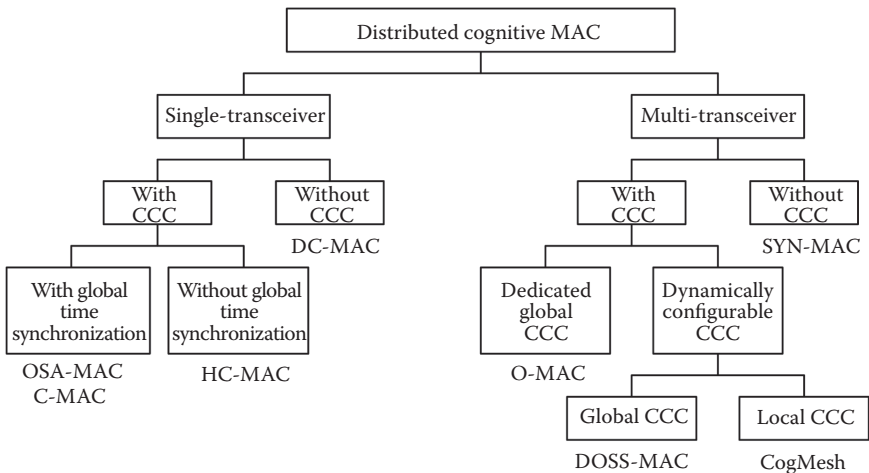 Distributed cognitive MAC
Single-transceiver
Multi-transceiver
With
CCC
Without
CCC
DC-MAC
With
CCC
Without
CCC
SYN-MAC
With global
time
synchronization
OSA-MAC
C-MAC
Without global
time
synchronization
HC-MAC
Dedicated
global
CCC
O-MAC
Dynamically
configurable
CCC
Global CCC
DOSS-MAC
Local CCC
CogMesh